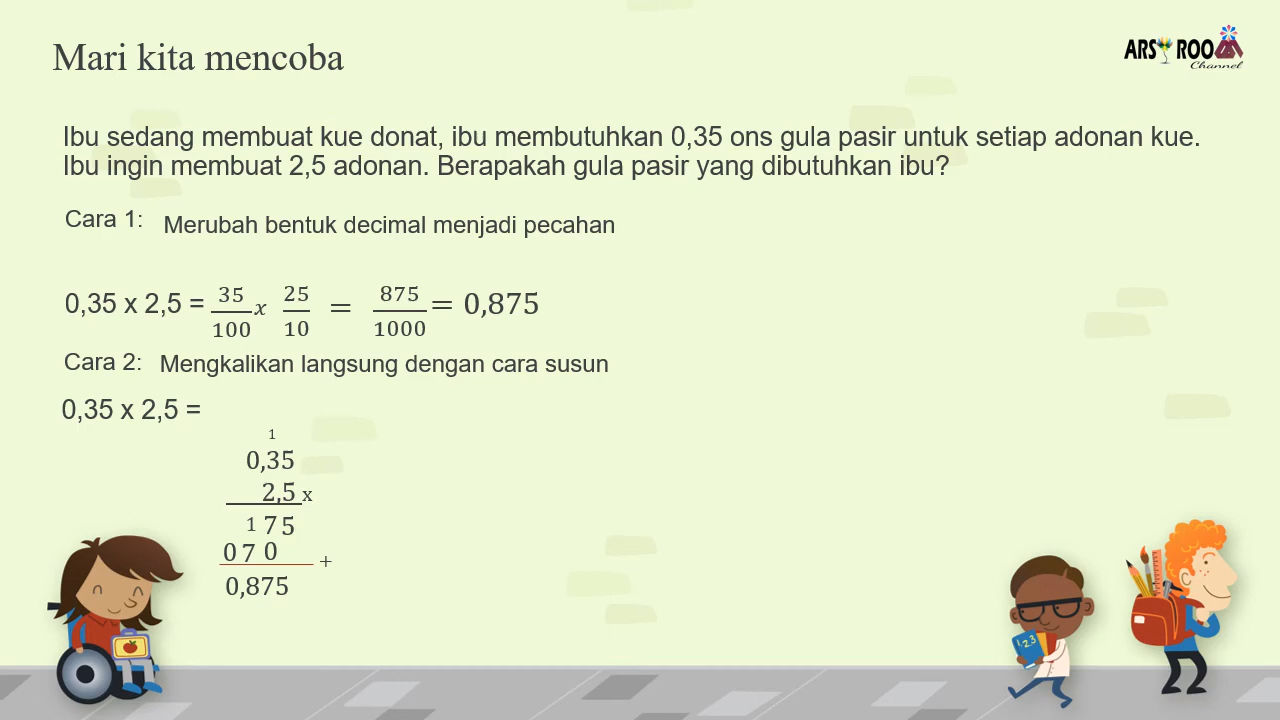 Mari kita mencoba
ARSY ROOM
Channel
Ibu sedang membuat kue donat, ibu membutuhkan 0,35 ons gula pasir untuk setiap adonan kue.
Ibu ingin membuat 2,5 adonan. Berapakah gula pasir yang dibutuhkan ibu?
Cara 1: Merubah bentuk decimal menjadi pecahan
0,35 x 2,5 = 35/100 x 25/10 = 875/1000 = 0,875
Cara 2: Mengkalikan langsung dengan cara susun
0,35 x 2,5 =
1
0,35
2,5 x
1 7 5
0 7 0 +
0,875
1 2 3